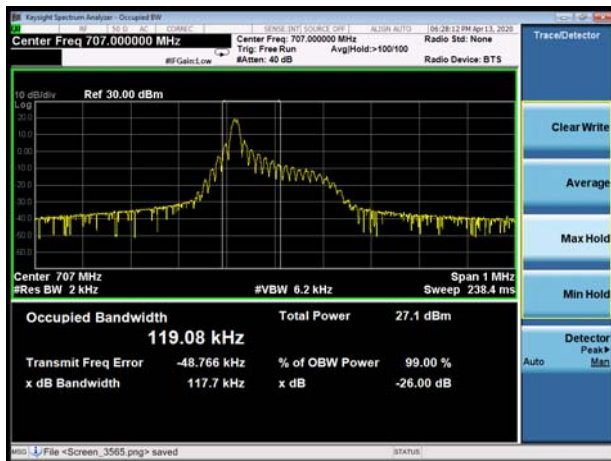 Keysight Spectrum Analyzer - Occupied BW
RF 50 Ω AC CORREC SENSE:INT SOURCE OFF ALIGN AUTO 06:28:12 PM Apr 13, 2020
Center Freq 707.000000 MHz
Center Freq: 707.000000 MHz
Radio Std: None
Trig: Free Run Avg|Hold:>100/100
#IFGain:Low
#Atten: 40 dB
Radio Device: BTS
10 dB/div Ref 30.00 dBm
Log
20.0
10.0
0.00
-10.0
-20.0
-30.0
-40.0
-50.0
-60.0
Center 707 MHz
Span 1 MHz
#Res BW 2 kHz
#VBW 6.2 kHz
Sweep 238.4 ms
Occupied Bandwidth
119.08 kHz
Total Power 27.1 dBm
Transmit Freq Error -48.766 kHz
% of OBW Power 99.00 %
x dB Bandwidth 117.7 kHz
x dB -26.00 dB
MSG File <Screen_3565.png> saved
STATUS
Trace/Detector
Clear Write
Average
Max Hold
Min Hold
Detector
Peak▶
Auto Man